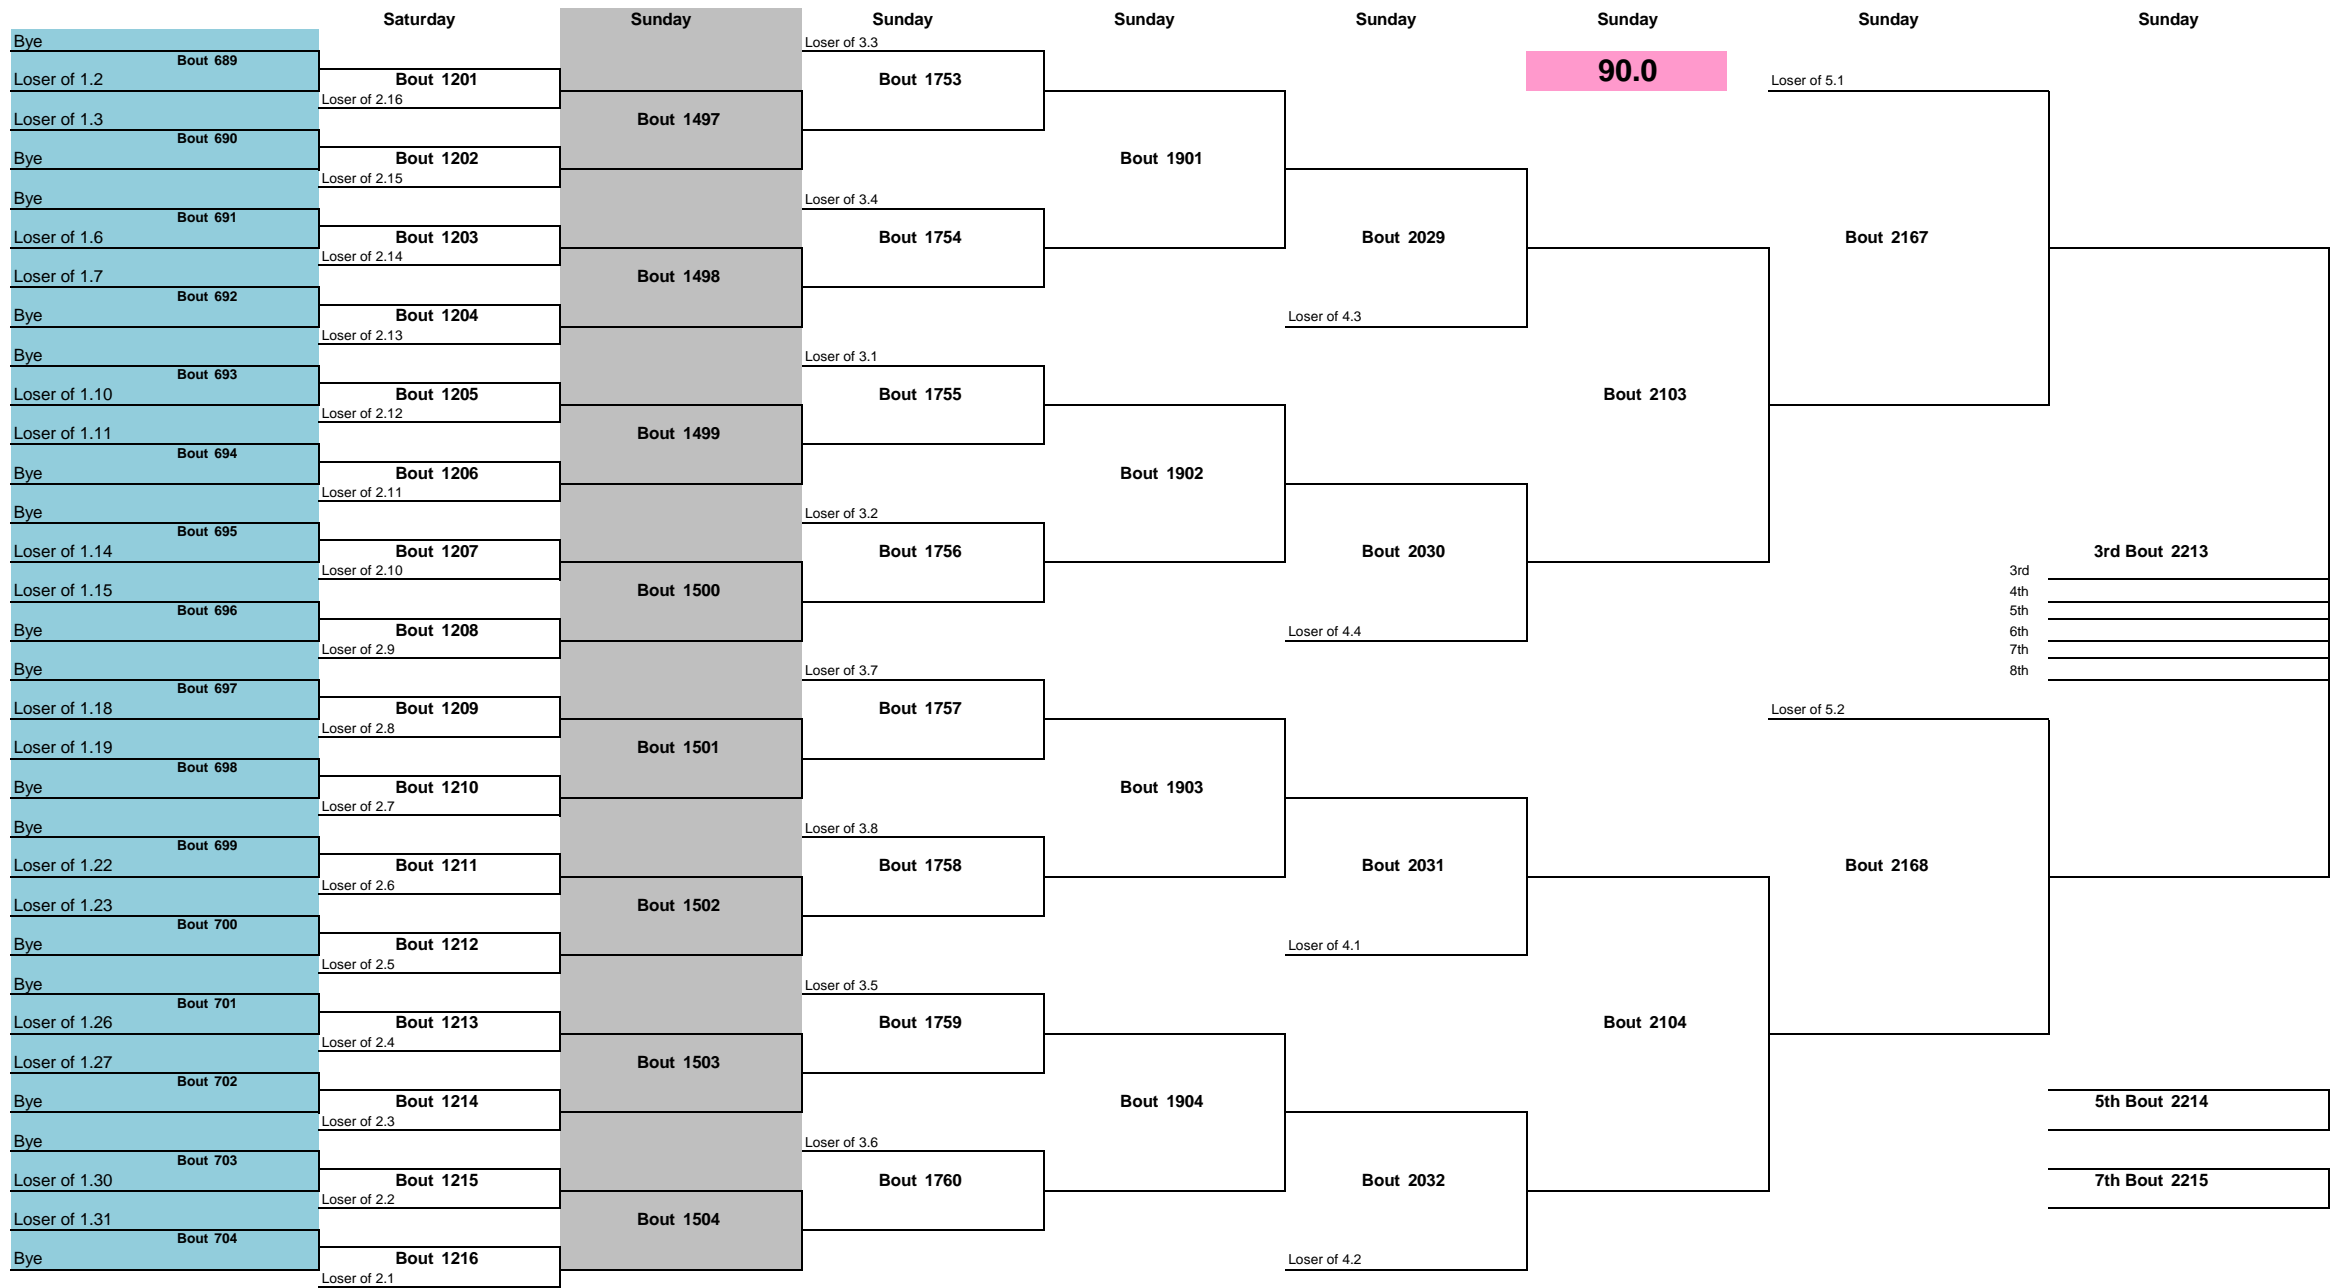 Saturday
Sunday
Sunday
Sunday
Sunday
Sunday
Sunday
Sunday
90.0
Bye
Bout 689
Loser of 1.2
Loser of 1.3
Bout 690
Bye
Bye
Bout 691
Loser of 1.6
Loser of 1.7
Bout 692
Bye
Bye
Bout 693
Loser of 1.10
Loser of 1.11
Bout 694
Bye
Bye
Bout 695
Loser of 1.14
Loser of 1.15
Bout 696
Bye
Bye
Bout 697
Loser of 1.18
Loser of 1.19
Bout 698
Bye
Bye
Bout 699
Loser of 1.22
Loser of 1.23
Bout 700
Bye
Bye
Bout 701
Loser of 1.26
Loser of 1.27
Bout 702
Bye
Bye
Bout 703
Loser of 1.30
Loser of 1.31
Bout 704
Bye
Bout 1201
Loser of 2.16
Bout 1202
Loser of 2.15
Bout 1203
Loser of 2.14
Bout 1204
Loser of 2.13
Bout 1205
Loser of 2.12
Bout 1206
Loser of 2.11
Bout 1207
Loser of 2.10
Bout 1208
Loser of 2.9
Bout 1209
Loser of 2.8
Bout 1210
Loser of 2.7
Bout 1211
Loser of 2.6
Bout 1212
Loser of 2.5
Bout 1213
Loser of 2.4
Bout 1214
Loser of 2.3
Bout 1215
Loser of 2.2
Bout 1216
Loser of 2.1
Bout 1497
Bout 1498
Bout 1499
Bout 1500
Bout 1501
Bout 1502
Bout 1503
Bout 1504
Loser of 3.3
Bout 1753
Loser of 3.4
Bout 1754
Loser of 3.1
Bout 1755
Loser of 3.2
Bout 1756
Loser of 3.7
Bout 1757
Loser of 3.8
Bout 1758
Loser of 3.5
Bout 1759
Loser of 3.6
Bout 1760
Bout 1901
Bout 1902
Bout 1903
Bout 1904
Bout 2029
Loser of 4.3
Bout 2030
Loser of 4.4
Bout 2031
Loser of 4.1
Bout 2032
Loser of 4.2
Bout 2103
Bout 2104
Loser of 5.1
Bout 2167
Loser of 5.2
Bout 2168
3rd Bout 2213
3rd
4th
5th
6th
7th
8th
5th Bout 2214
7th Bout 2215